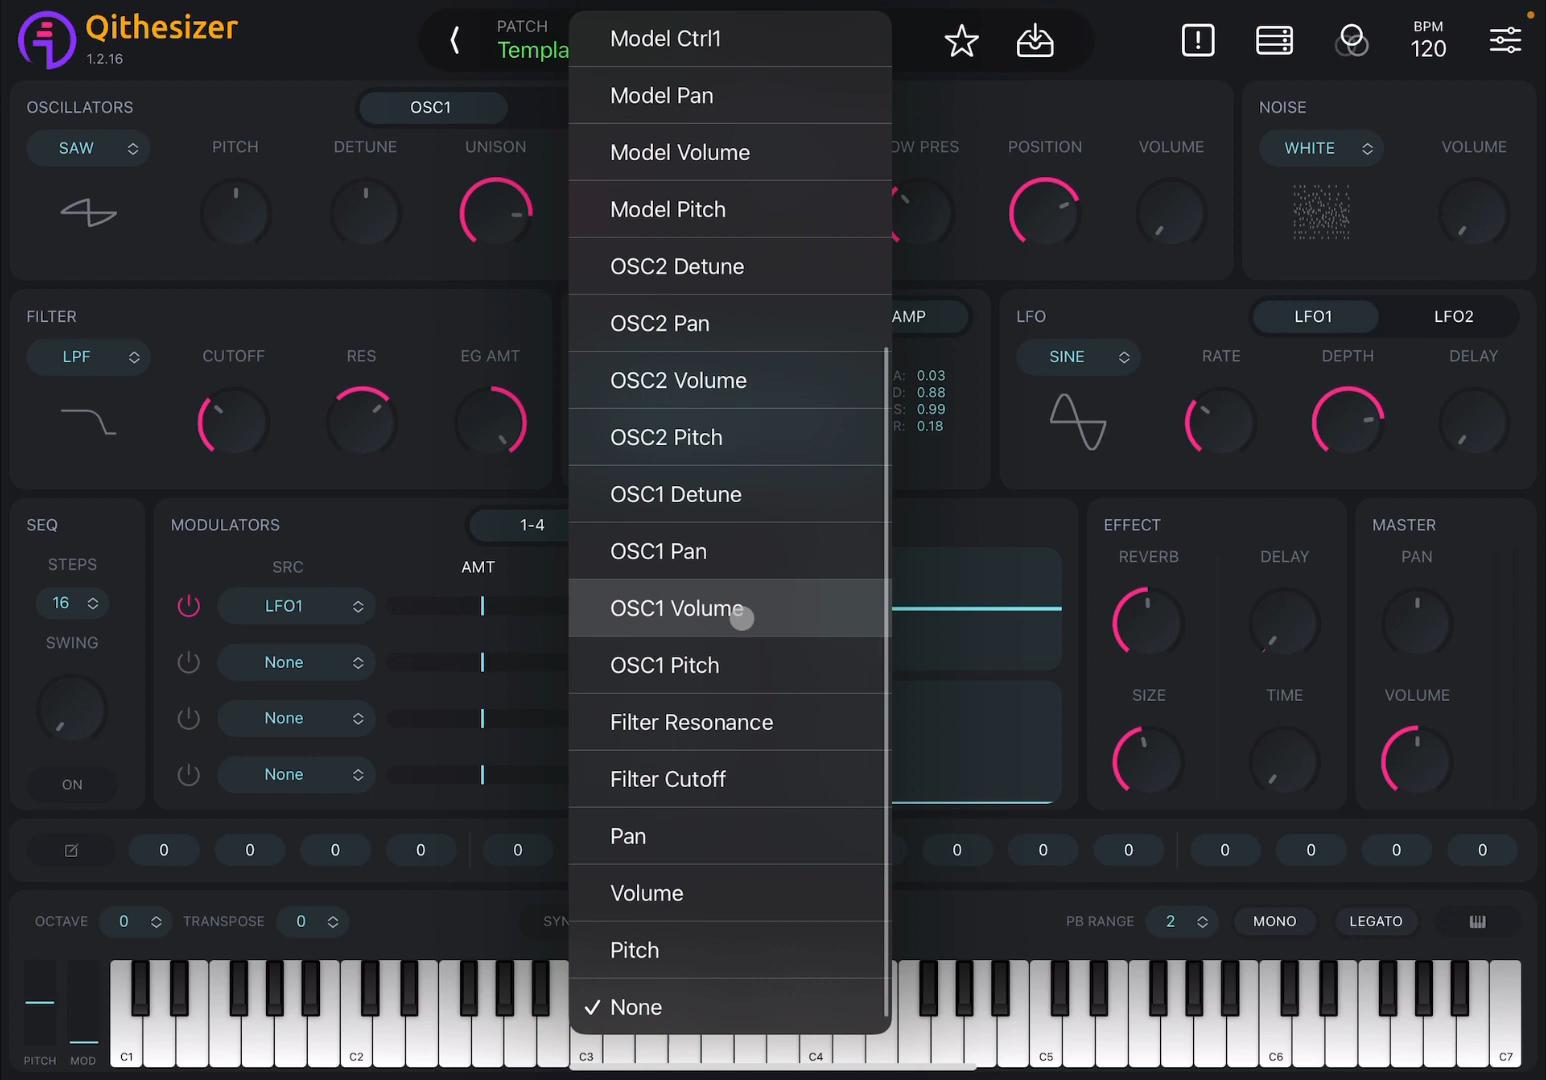 Qithesizer
1.2.16
PATCH
Templa
BPM
120
OSCILLATORS
OSC1
SAW
PITCH
DETUNE
UNISON
OW PRES
POSITION
VOLUME
NOISE
WHITE
VOLUME
FILTER
LPF
CUTOFF
RES
EG AMT
AMP
A: 0.03
D: 0.88
S: 0.99
R: 0.18
LFO
LFO1
LFO2
SINE
RATE
DEPTH
DELAY
SEQ
STEPS
16
SWING
ON
MODULATORS
1-4
SRC
AMT
LFO1
None
None
None
Model Ctrl1
Model Pan
Model Volume
Model Pitch
OSC2 Detune
OSC2 Pan
OSC2 Volume
OSC2 Pitch
OSC1 Detune
OSC1 Pan
OSC1 Volume
OSC1 Pitch
Filter Resonance
Filter Cutoff
Pan
Volume
Pitch
✓ None
EFFECT
REVERB
DELAY
SIZE
TIME
MASTER
PAN
VOLUME
0 0 0 0 0 0 0 0 0 0 0 0
OCTAVE 0 TRANSPOSE 0 SYN
PB RANGE 2 MONO LEGATO
PITCH MOD
C1 C2 C3 C4 C5 C6 C7